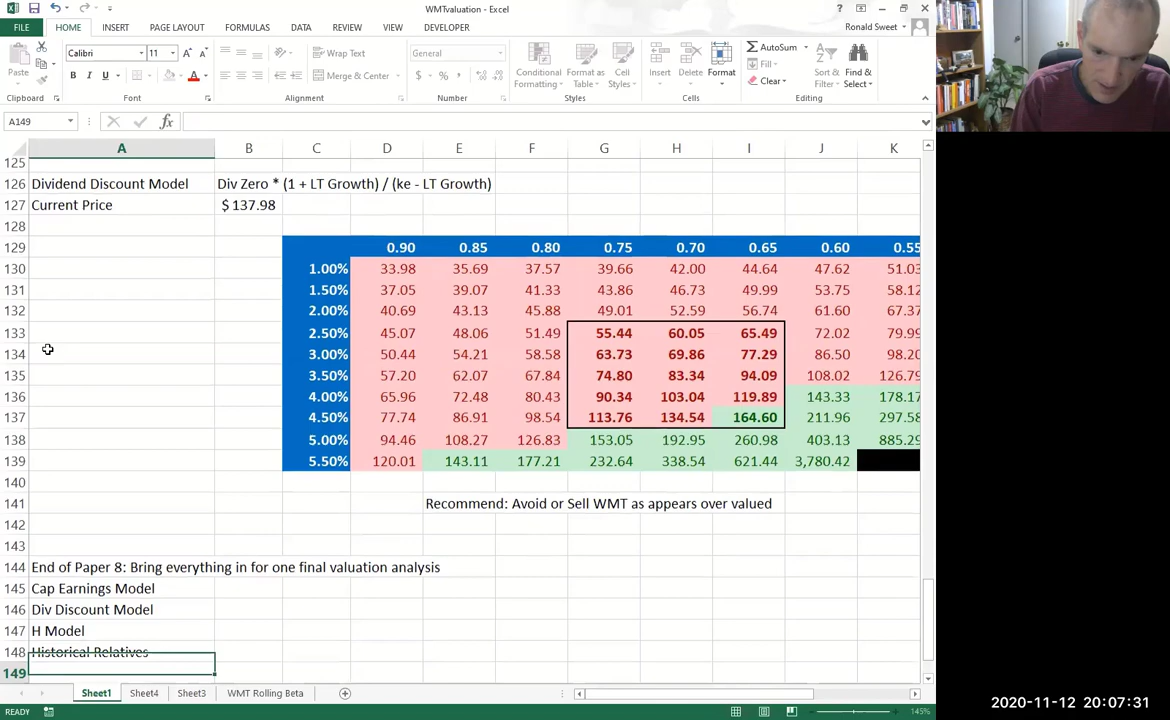 WMTvaluation - Excel
FILE HOME INSERT PAGE LAYOUT FORMULAS DATA REVIEW VIEW DEVELOPER Ronald Sweet
Paste Calibri 11 Wrap Text General Conditional Formatting Format as Table Cell Styles Insert Delete Format AutoSum Fill Clear Sort & Filter Find & Select
B I U A Merge & Center $ %
Clipboard Font Alignment Number Styles Cells Editing
A149 fx
A B C D E F G H I J K
125
126 Dividend Discount Model Div Zero * (1 + LT Growth) / (ke - LT Growth)
127 Current Price $ 137.98
128
129 0.90 0.85 0.80 0.75 0.70 0.65 0.60 0.55
130 1.00% 33.98 35.69 37.57 39.66 42.00 44.64 47.62 51.03
131 1.50% 37.05 39.07 41.33 43.86 46.73 49.99 53.75 58.12
132 2.00% 40.69 43.13 45.88 49.01 52.59 56.74 61.60 67.37
133 2.50% 45.07 48.06 51.49 55.44 60.05 65.49 72.02 79.99
134 3.00% 50.44 54.21 58.58 63.73 69.86 77.29 86.50 98.20
135 3.50% 57.20 62.07 67.84 74.80 83.34 94.09 108.02 126.79
136 4.00% 65.96 72.48 80.43 90.34 103.04 119.89 143.33 178.17
137 4.50% 77.74 86.91 98.54 113.76 134.54 164.60 211.96 297.58
138 5.00% 94.46 108.27 126.83 153.05 192.95 260.98 403.13 885.29
139 5.50% 120.01 143.11 177.21 232.64 338.54 621.44 3,780.42
140
141 Recommend: Avoid or Sell WMT as appears over valued
142
143
144 End of Paper 8: Bring everything in for one final valuation analysis
145 Cap Earnings Model
146 Div Discount Model
147 H Model
148 Historical Relatives
149
Sheet1 Sheet4 Sheet3 WMT Rolling Beta
READY 145%
2020-11-12 20:07:31